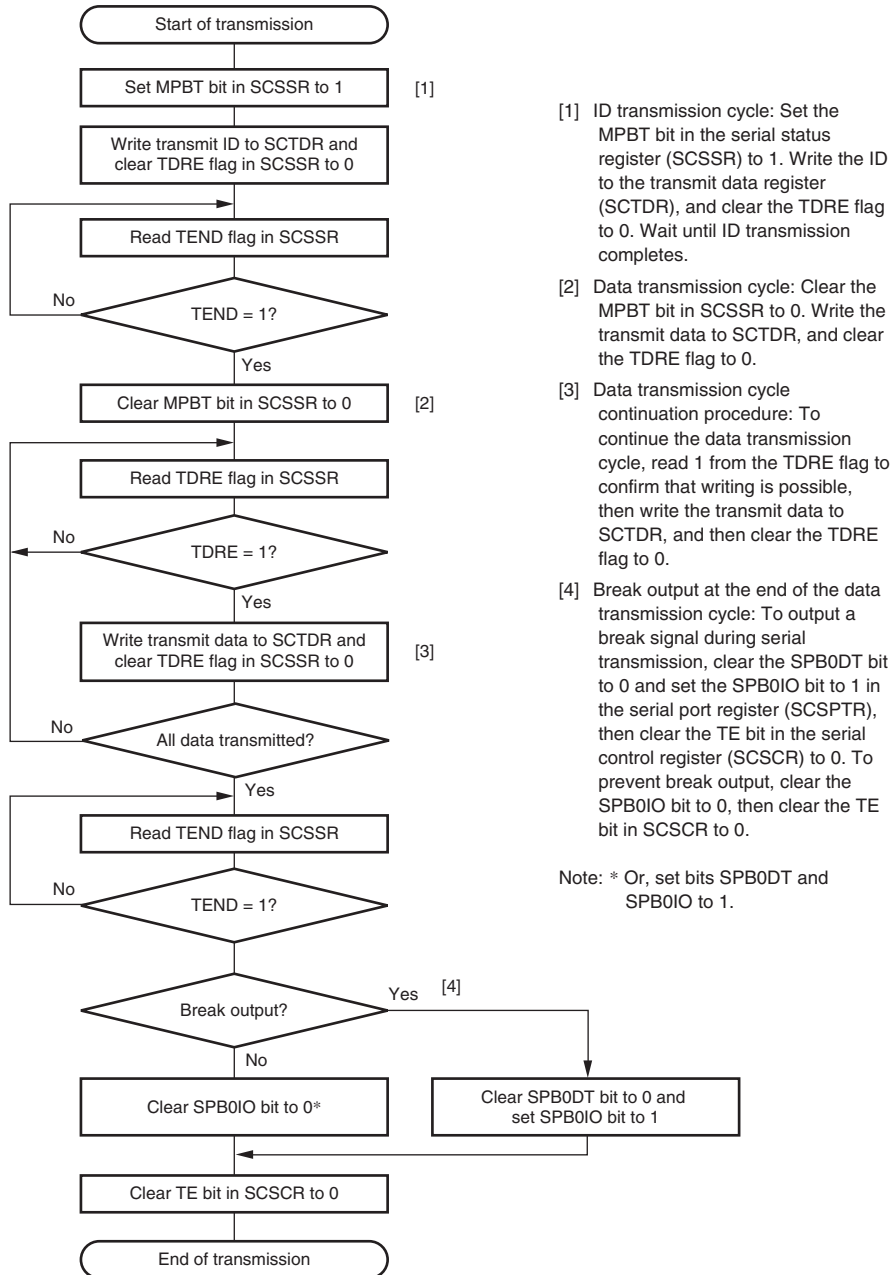 Start of transmission
Set MPBT bit in SCSSR to 1
[1]
Write transmit ID to SCTDR and
clear TDRE flag in SCSSR to 0
Read TEND flag in SCSSR
No
TEND = 1?
Yes
Clear MPBT bit in SCSSR to 0
[2]
Read TDRE flag in SCSSR
No
TDRE = 1?
Yes
Write transmit data to SCTDR and
clear TDRE flag in SCSSR to 0
[3]
No
All data transmitted?
Yes
Read TEND flag in SCSSR
No
TEND = 1?
Break output?
Yes
[4]
No
Clear SPB0IO bit to 0*
Clear SPB0DT bit to 0 and
set SPB0IO bit to 1
Clear TE bit in SCSCR to 0
End of transmission
[1] ID transmission cycle: Set the
MPBT bit in the serial status
register (SCSSR) to 1. Write the ID
to the transmit data register
(SCTDR), and clear the TDRE flag
to 0. Wait until ID transmission
completes.
[2] Data transmission cycle: Clear the
MPBT bit in SCSSR to 0. Write the
transmit data to SCTDR, and clear
the TDRE flag to 0.
[3] Data transmission cycle
continuation procedure: To
continue the data transmission
cycle, read 1 from the TDRE flag to
confirm that writing is possible,
then write the transmit data to
SCTDR, and then clear the TDRE
flag to 0.
[4] Break output at the end of the data
transmission cycle: To output a
break signal during serial
transmission, clear the SPB0DT bit
to 0 and set the SPB0IO bit to 1 in
the serial port register (SCSPTR),
then clear the TE bit in the serial
control register (SCSCR) to 0. To
prevent break output, clear the
SPB0IO bit to 0, then clear the TE
bit in SCSCR to 0.
Note: * Or, set bits SPB0DT and
SPB0IO to 1.